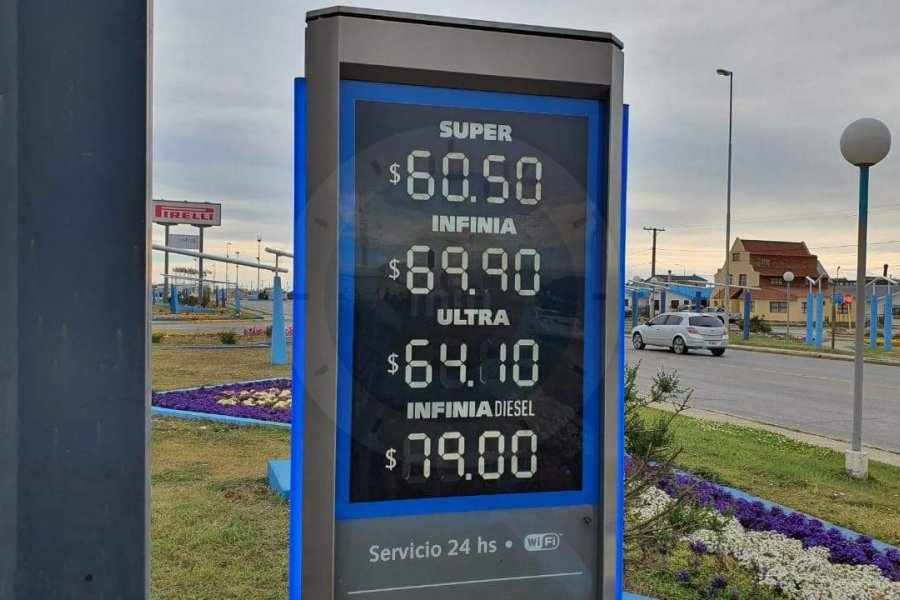 PIRELLI
SUPER
$60.50
INFINIA
$69.90
ULTRA
$64.10
INFINIA DIESEL
$79.00
Servicio 24 hs • WiFi